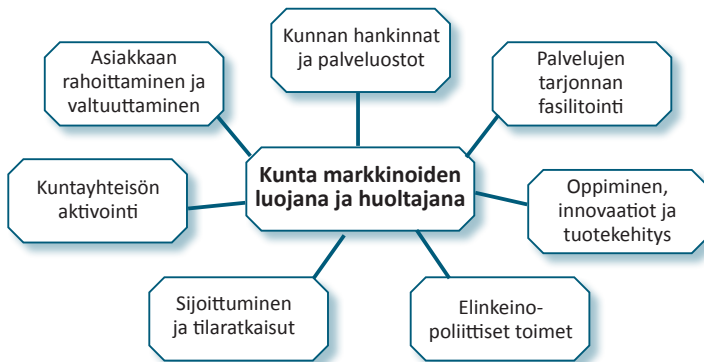 Kunnan hankinnat
ja palveluostot
Asiakkaan
rahoittaminen ja
valtuuttaminen
Palvelujen
tarjonnan
fasilitointi
Kunta markkinoiden
luojana ja huoltajana
Kuntayhteisön
aktivointi
Oppiminen,
innovaatiot ja
tuotekehitys
Sijoittuminen
ja tilaratkaisut
Elinkeino-
poliittiset toimet